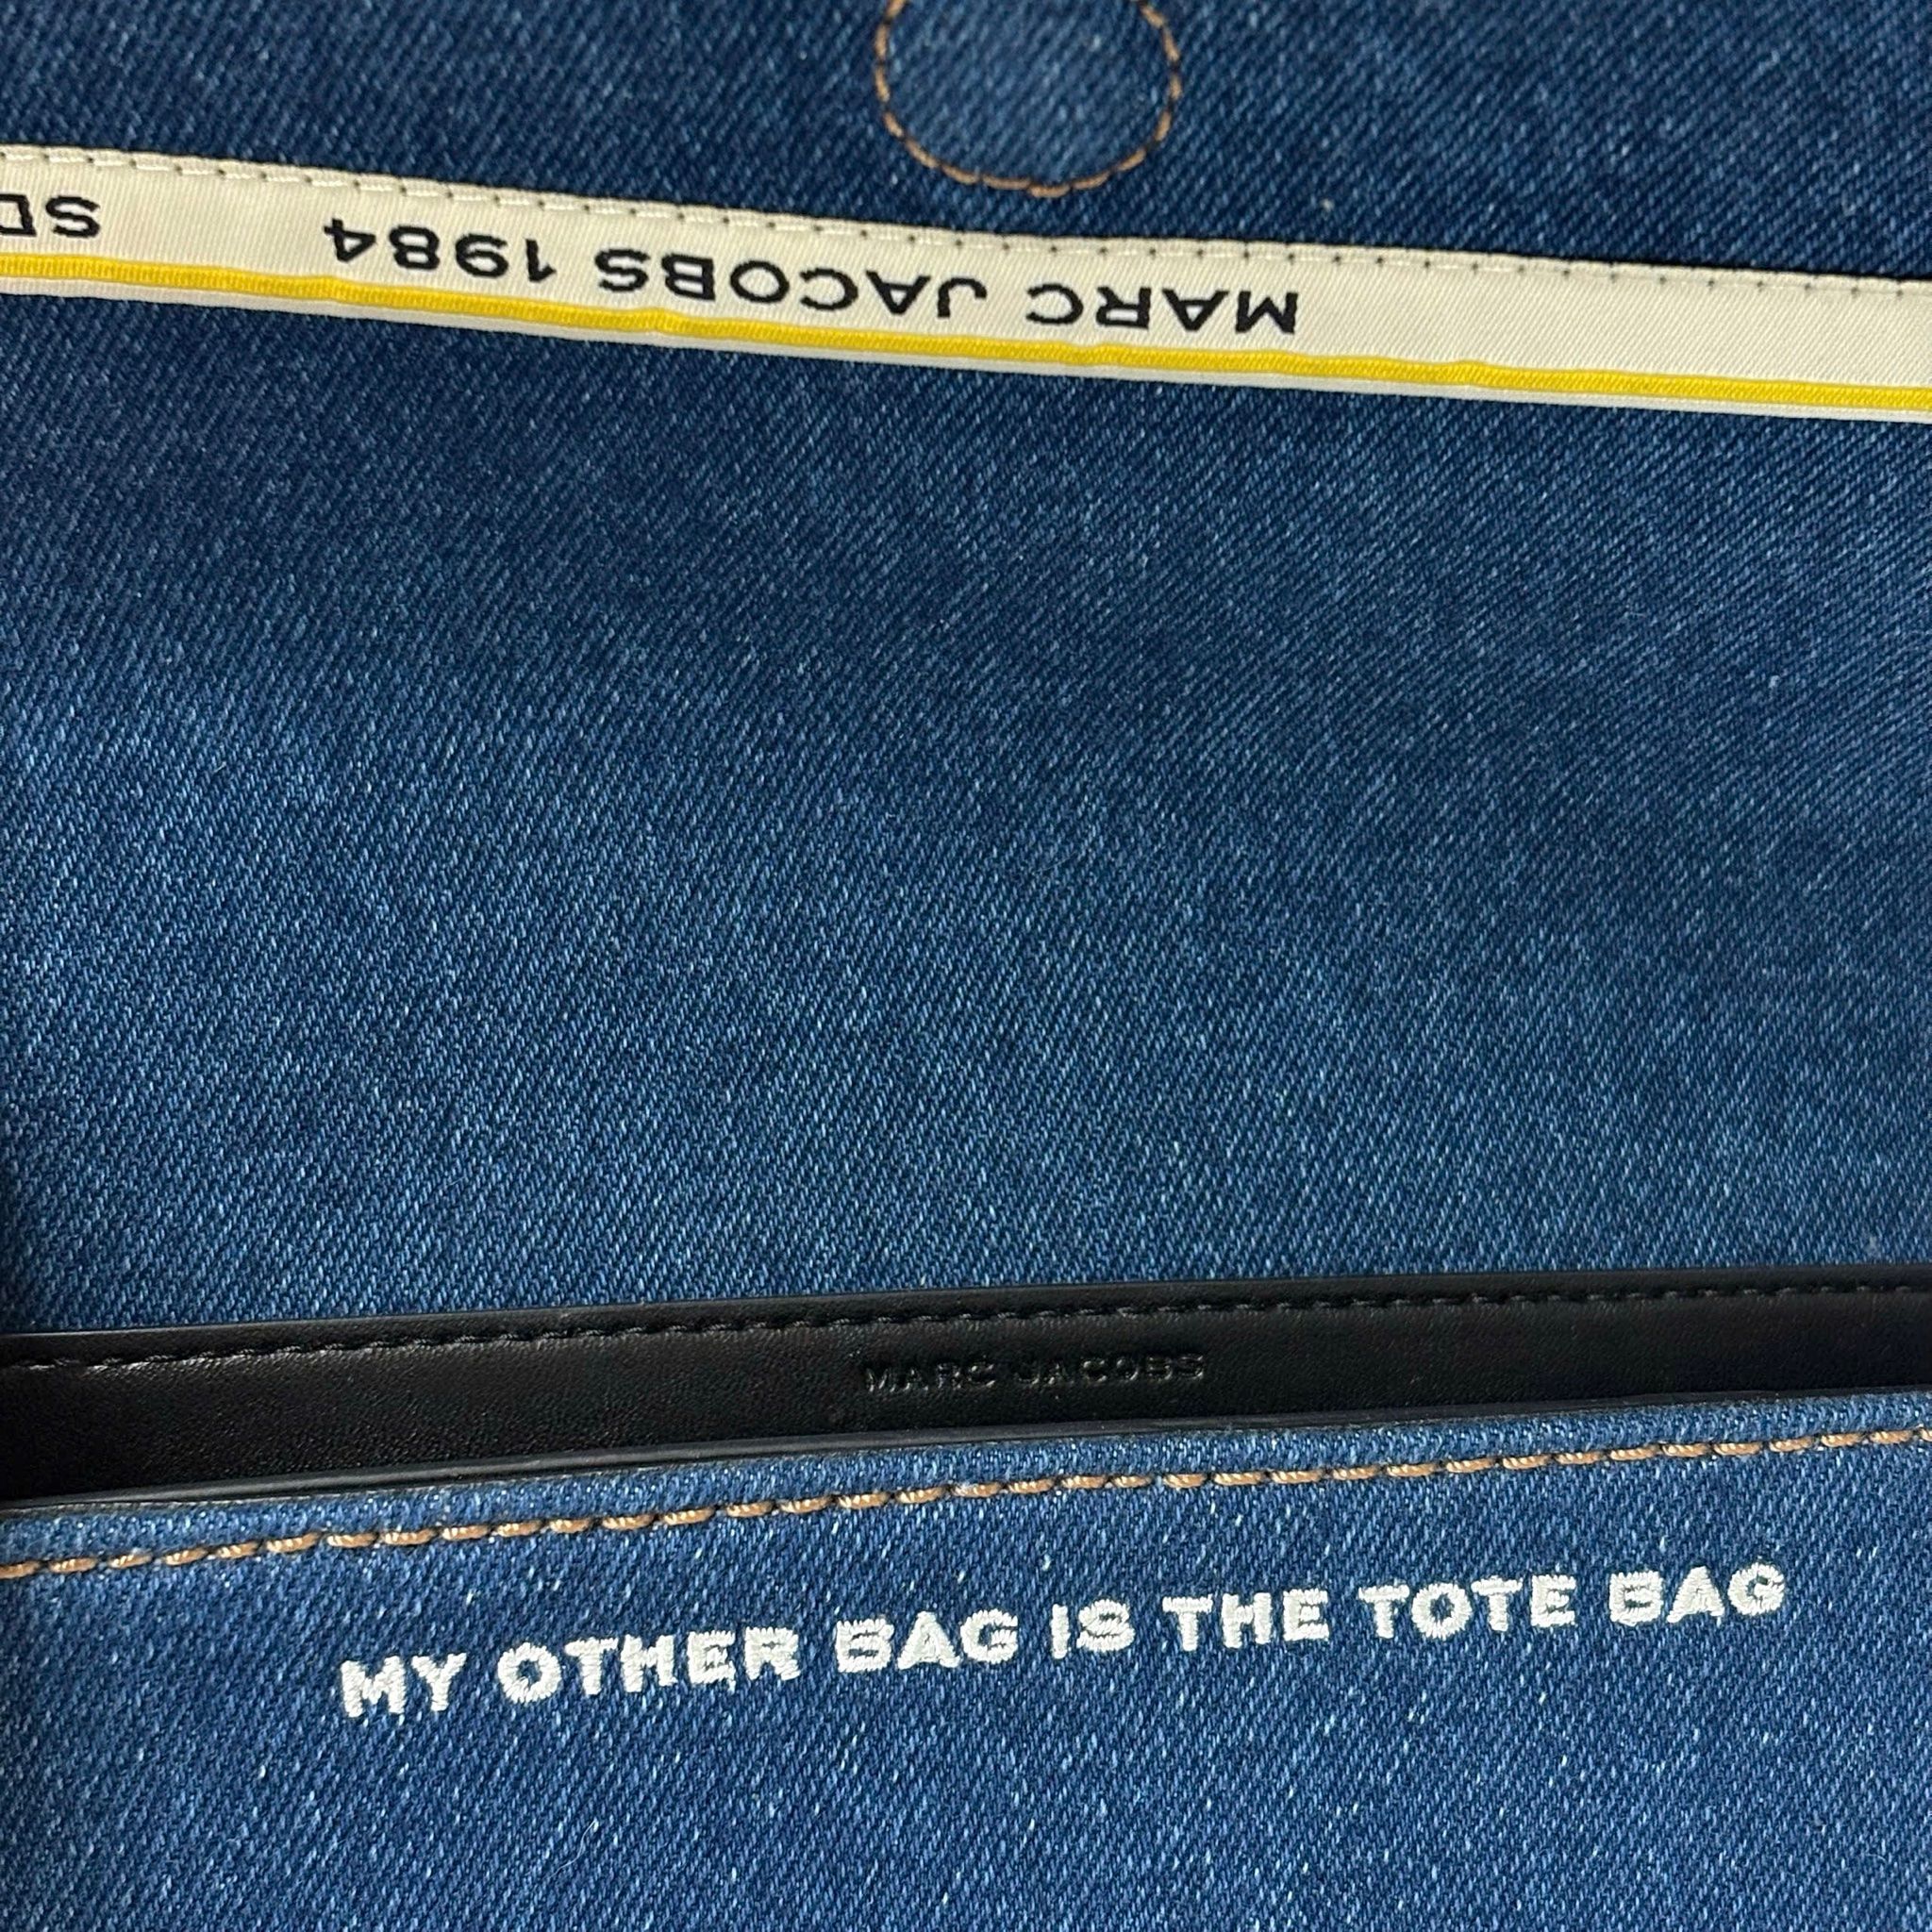 MARC JACOBS 1984
MARC JACOBS
MY OTHER BAG IS THE TOTE BAG